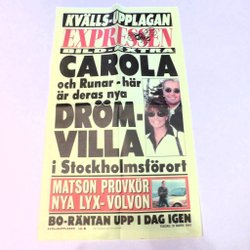 KVÄLLS-UPPLAGAN
EXPRESSEN
BILD-EXTRA
CAROLA
och Runar - här
är deras nya
DRÖM-
VILLA
i Stockholmsförort
MATSON PROVKÖR
NYA LYX-VOLVON
BO-RÄNTAN UPP I DAG IGEN